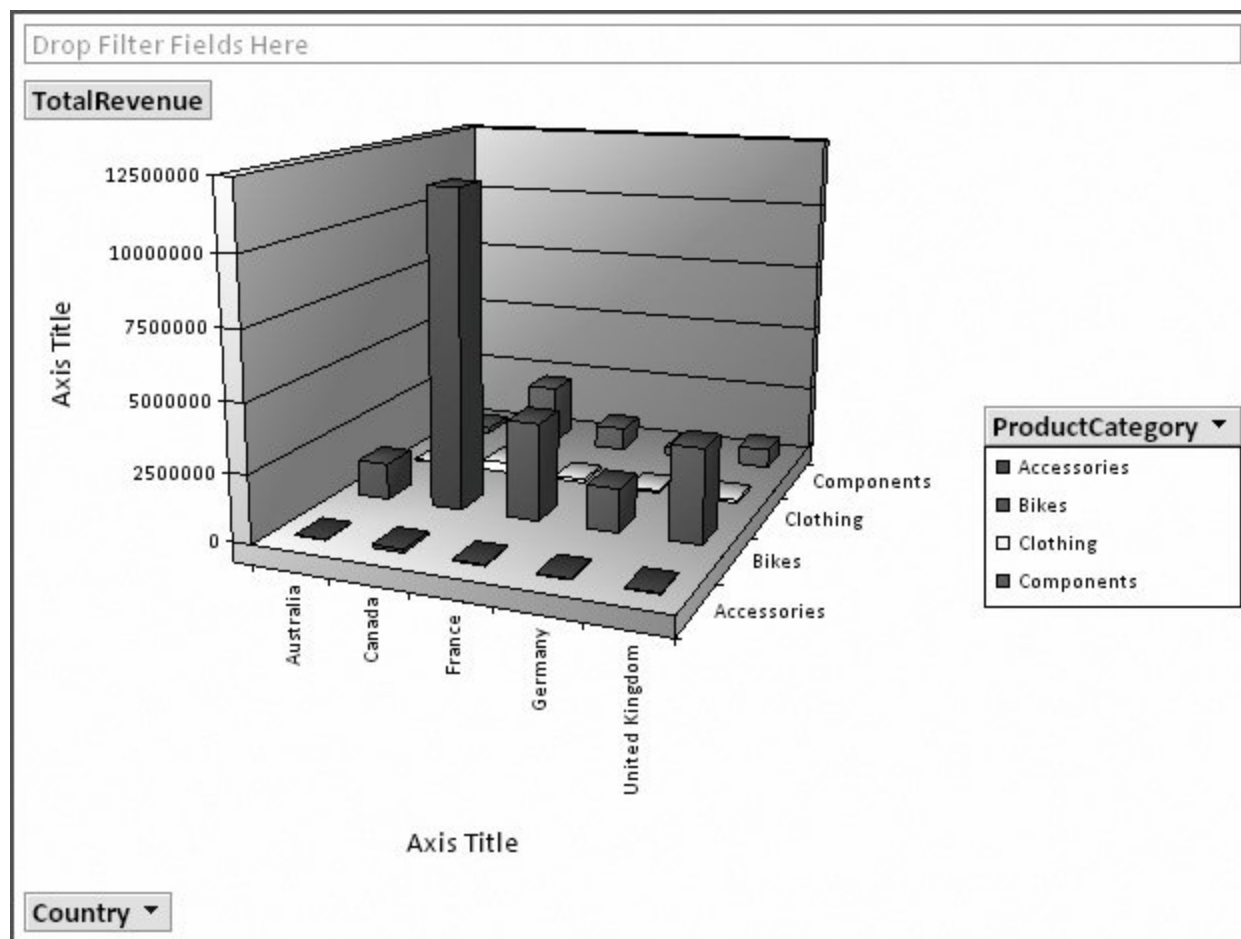 Drop Filter Fields Here
TotalRevenue
12500000
10000000
7500000
5000000
2500000
0
Axis Title
Components
Clothing
Bikes
Accessories
Australia
Canada
France
Germany
United Kingdom
Axis Title
ProductCategory
Accessories
Bikes
Clothing
Components
Country